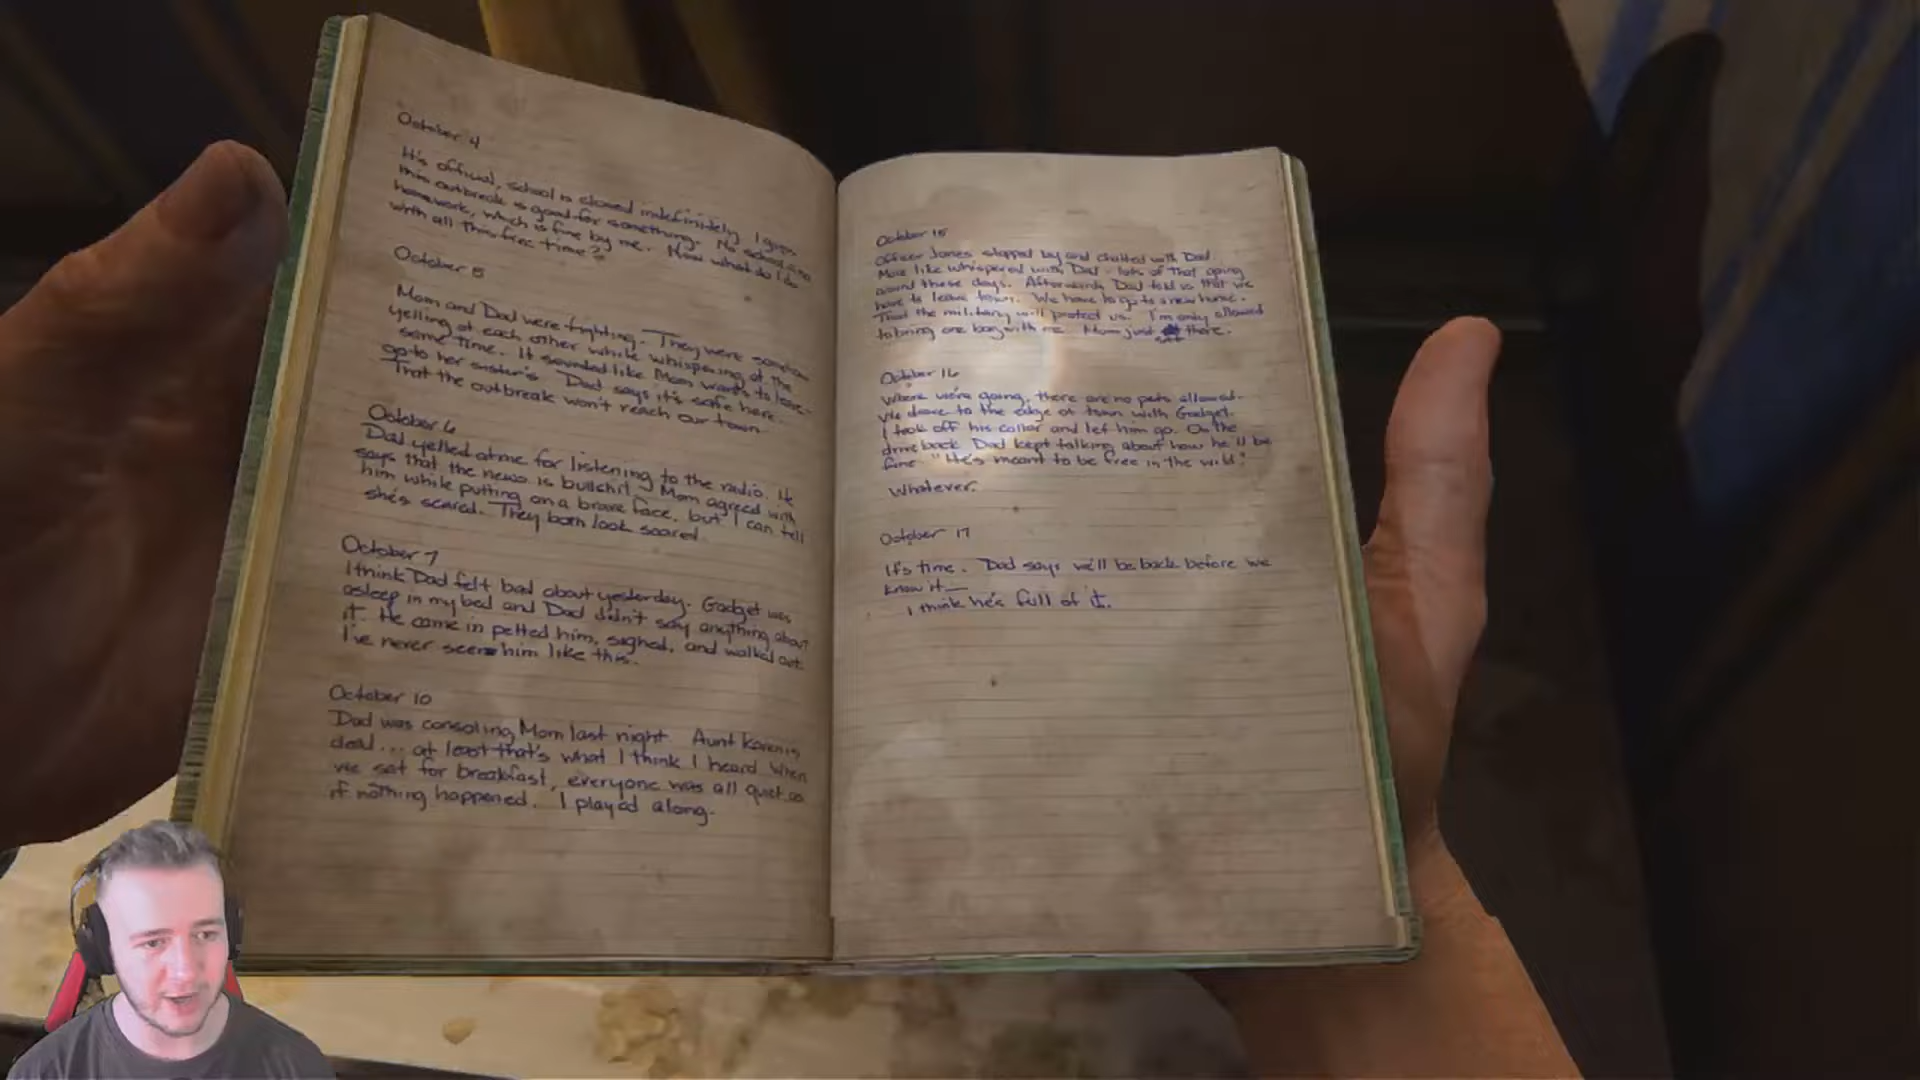 October 4
It's official, school is closed indefinitely. I guess
this outbreak is good for something. No school = no
homework, which is fine by me. Now what do I do
with all this free time?
October 5
Mom and Dad were fighting. They were somehow
yelling at each other while whispering at the
same time. It sounded like Mom wants to leave-
go to her sister's. Dad says it's safe here.
That the outbreak won't reach our town
October 6
Dad yelled at me for listening to the radio. He
says that the news is bullshit. Mom agreed with
him while putting on a brave face, but I can tell
she's scared. They both look scared
October 7
I think Dad felt bad about yesterday. Gadget was
asleep in my bed and Dad didn't say anything about
it. He came in petted him, sighed, and walked out.
I've never seen him like this.
October 10
Dad was consoling Mom last night. Aunt Karen is
dead... at least that's what I think I heard. When
we sat for breakfast, everyone was all quiet as
if nothing happened. I played along.
October 15
Officer James stopped by and chatted with Dad.
More like whispered with Dad - lots of that going
around these days. Afterwards Dad told us that we
have to leave town. We have to go to a new home.
That the military will protect us. I'm only allowed
to bring one bag with me. Mom just sat there.
October 16
Where we're going, there are no pets allowed.
We drove to the edge of town with Gadget.
I took off his collar and let him go. On the
drive back Dad kept talking about how he'll be
fine "He's meant to be free in the wild."
Whatever.
October 17
It's time. Dad says we'll be back before we
know it—
I think he's full of it.